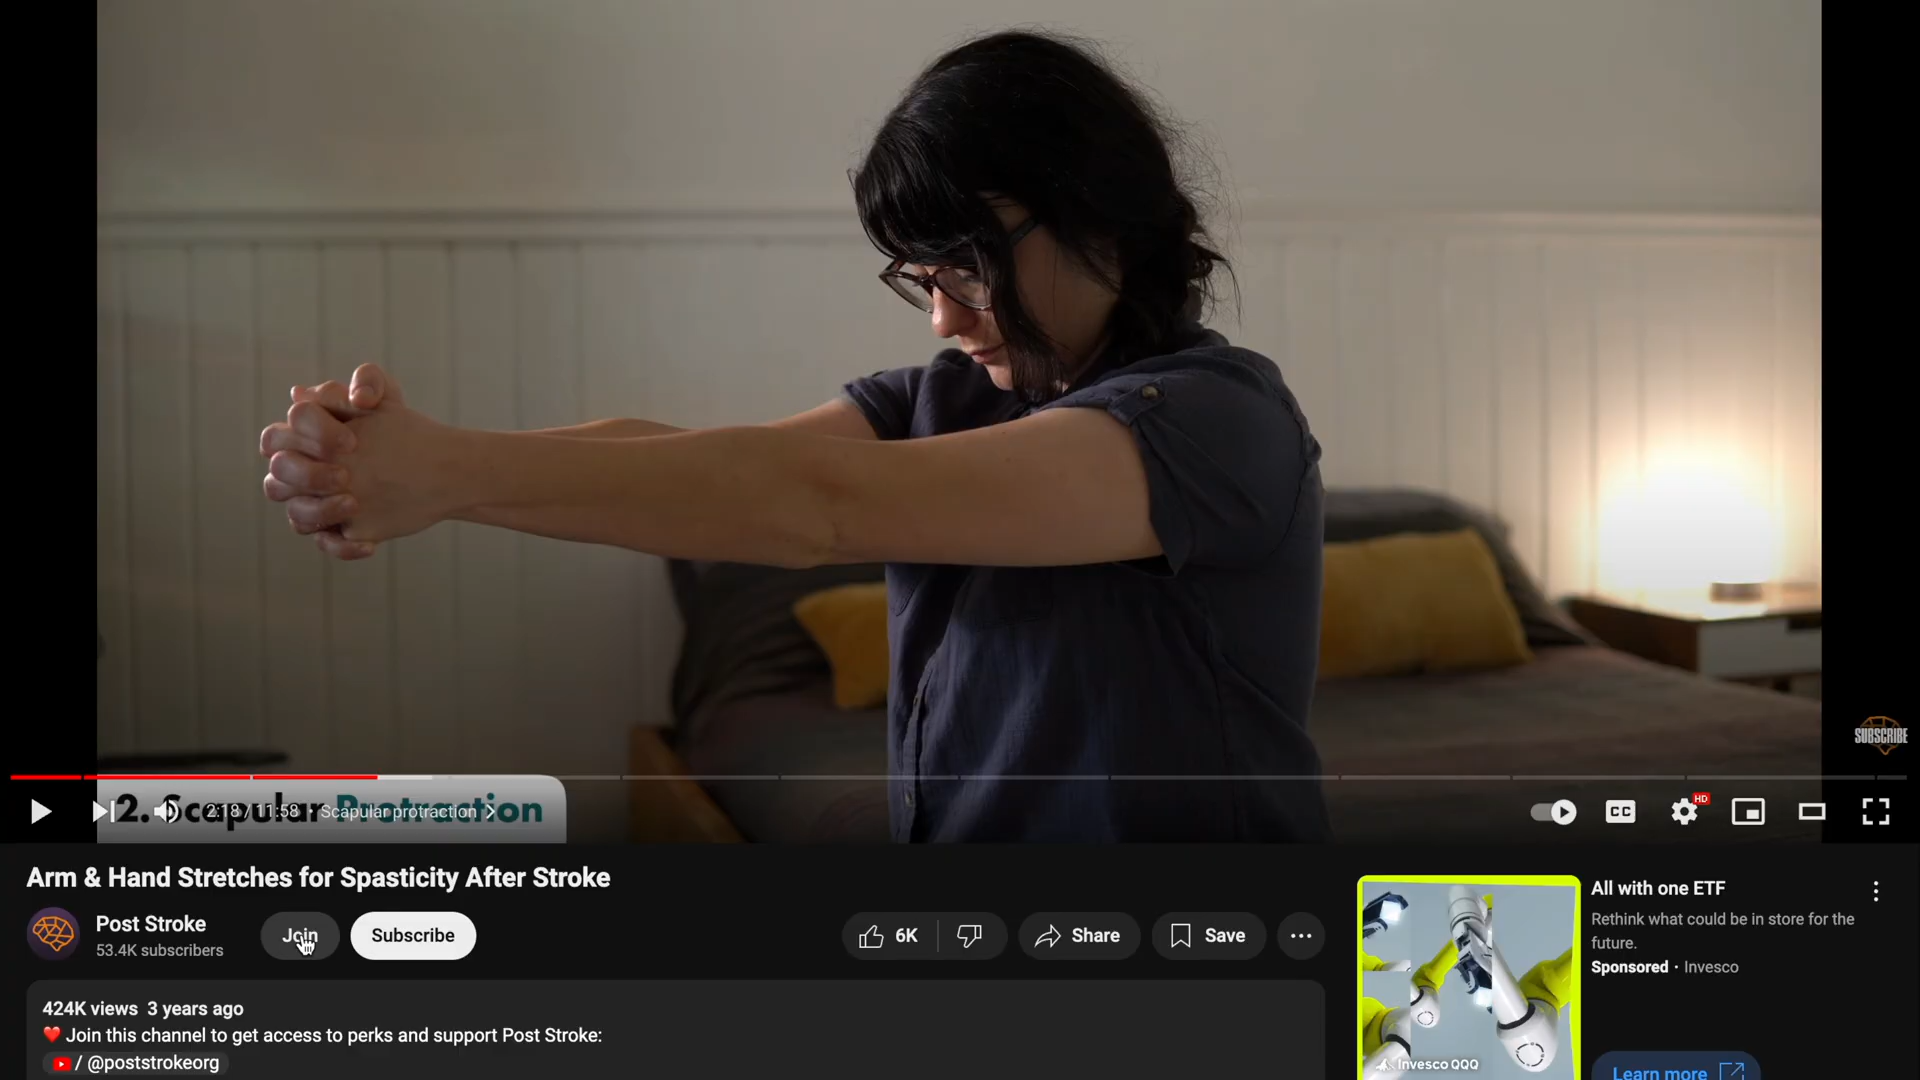 SUBSCRIBE
2. Scapular Protraction
2:18 / 11:58 · Scapular protraction
CC
HD
Arm & Hand Stretches for Spasticity After Stroke
Post Stroke
53.4K subscribers
Join
Subscribe
6K
Share
Save
424K views 3 years ago
Join this channel to get access to perks and support Post Stroke:
/ @poststrokeorg
Invesco QQQ
All with one ETF
Rethink what could be in store for the
future.
Sponsored · Invesco
Learn more